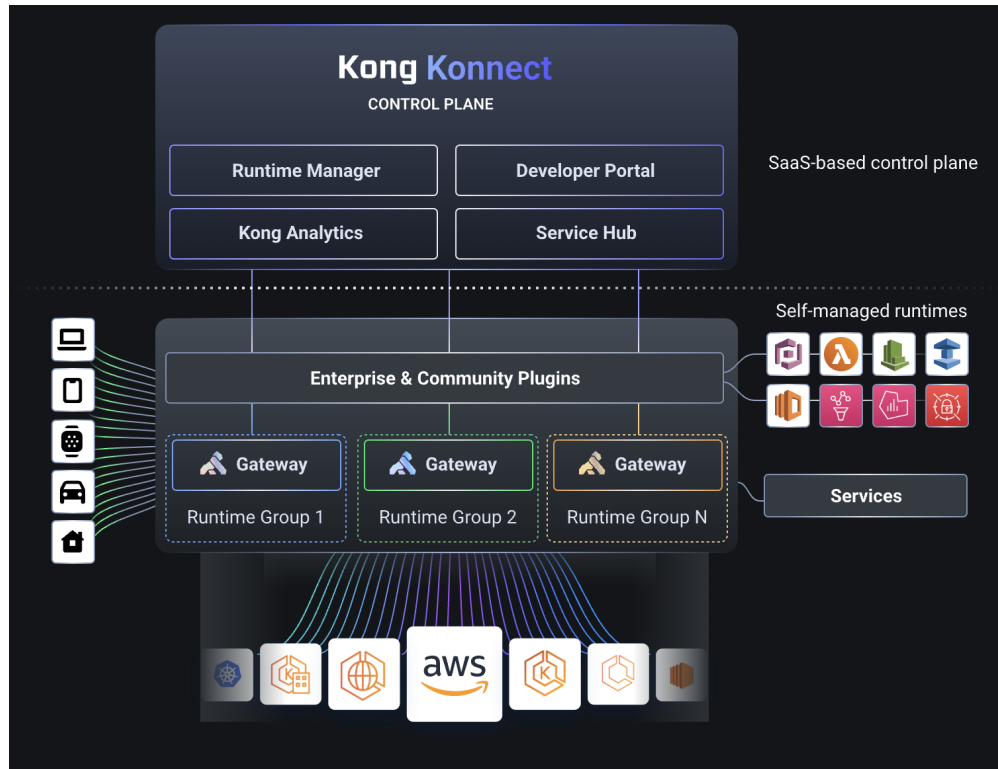 Kong Konnect
CONTROL PLANE
Runtime Manager
Developer Portal
Kong Analytics
Service Hub
SaaS-based control plane
Self-managed runtimes
Enterprise & Community Plugins
Gateway
Gateway
Gateway
Runtime Group 1
Runtime Group 2
Runtime Group N
Services
K
aws
K